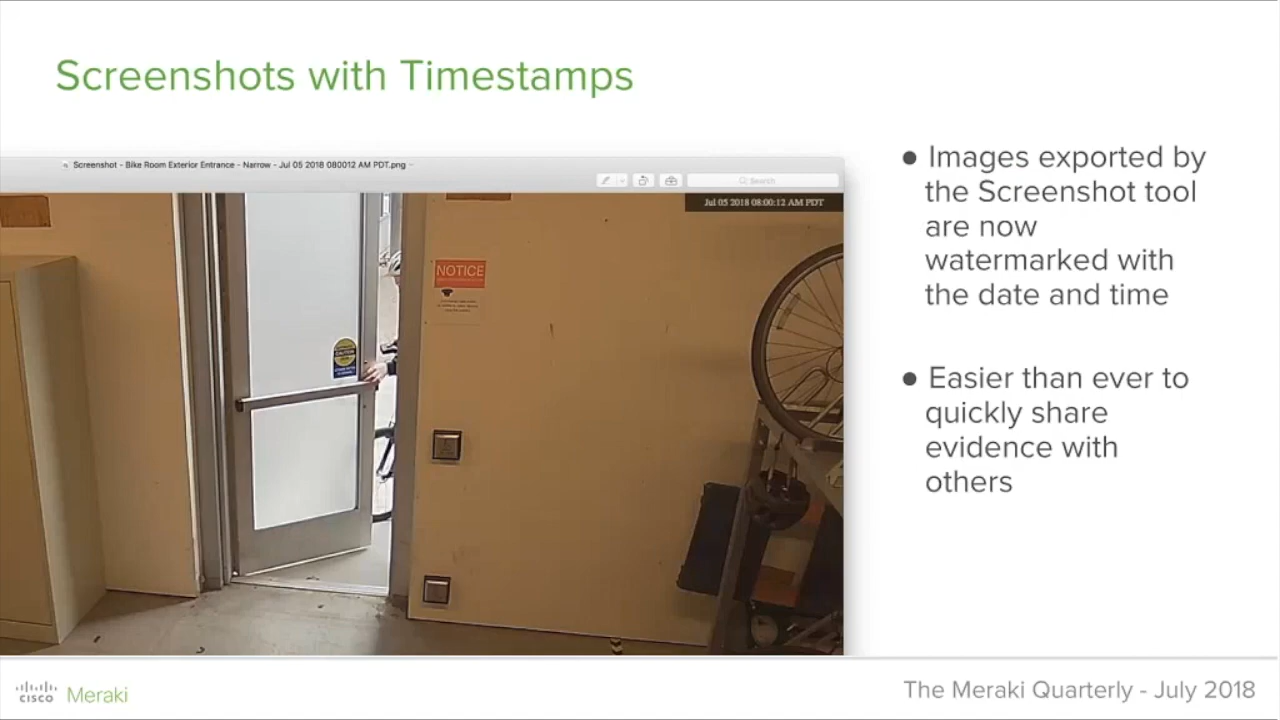 Screenshots with Timestamps
Screenshot - Bike Room Exterior Entrance - Narrow - Jul 05 2018 080012 AM PDT.png
Search
Jul 05 2018 08:00:12 AM PDT
NOTICE
CAUTION
● Images exported by
the Screenshot tool
are now
watermarked with
the date and time
● Easier than ever to
quickly share
evidence with
others
CISCO Meraki
The Meraki Quarterly - July 2018